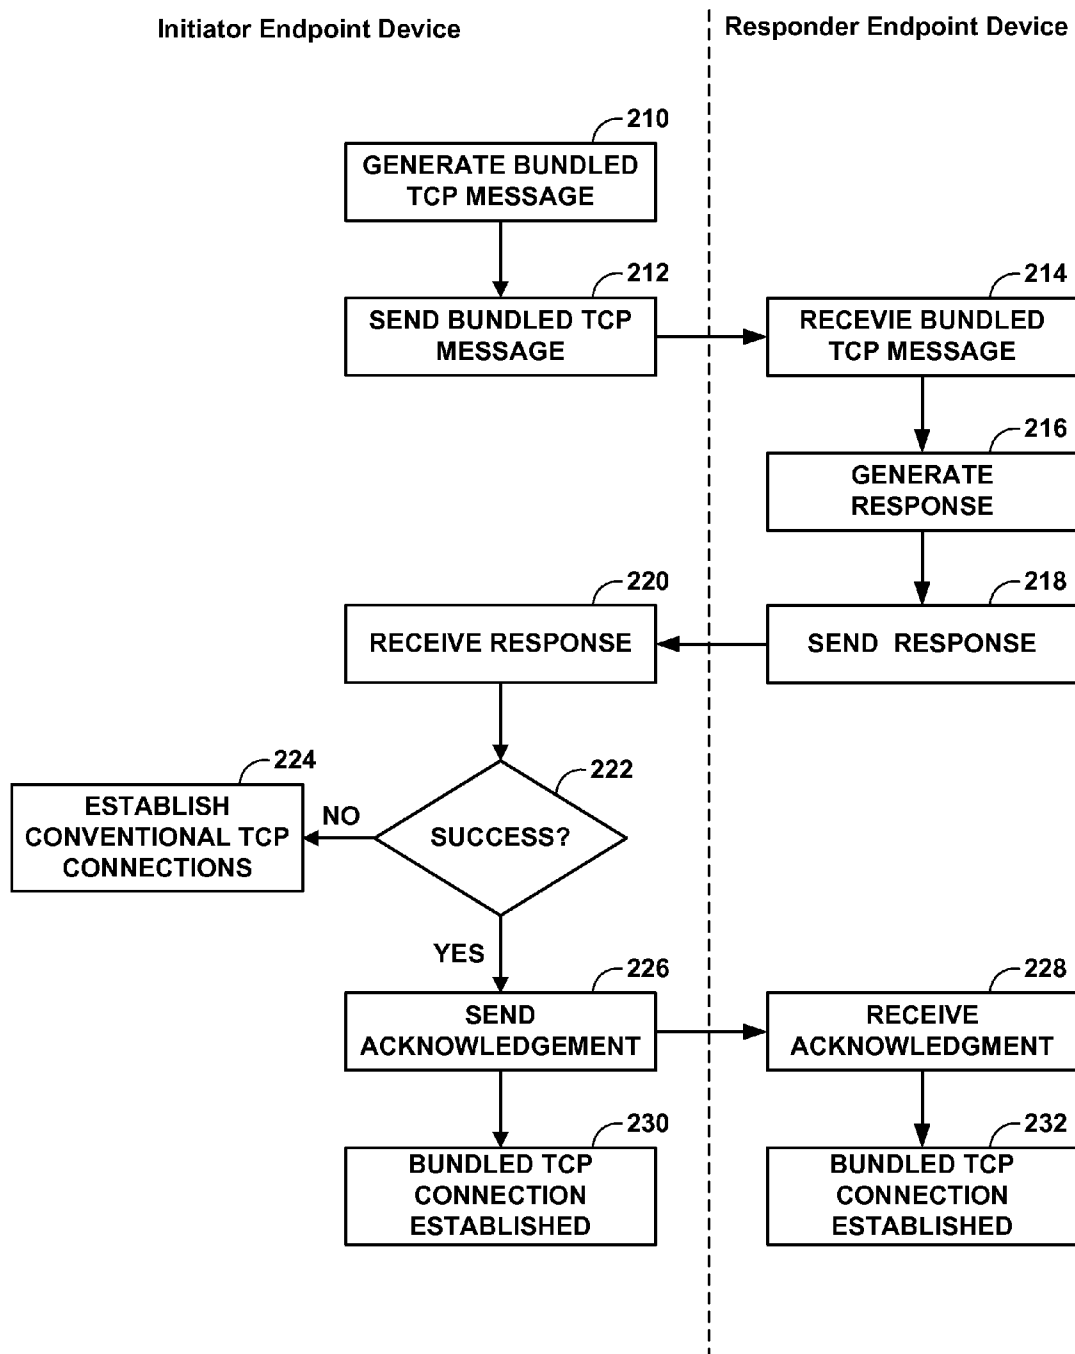 Initiator Endpoint Device
Responder Endpoint Device
210
GENERATE BUNDLED
TCP MESSAGE
212
SEND BUNDLED TCP
MESSAGE
214
RECEVIE BUNDLED
TCP MESSAGE
216
GENERATE
RESPONSE
218
SEND RESPONSE
220
RECEIVE RESPONSE
222
SUCCESS?
NO
224
ESTABLISH
CONVENTIONAL TCP
CONNECTIONS
YES
226
SEND
ACKNOWLEDGEMENT
228
RECEIVE
ACKNOWLEDGMENT
230
BUNDLED TCP
CONNECTION
ESTABLISHED
232
BUNDLED TCP
CONNECTION
ESTABLISHED